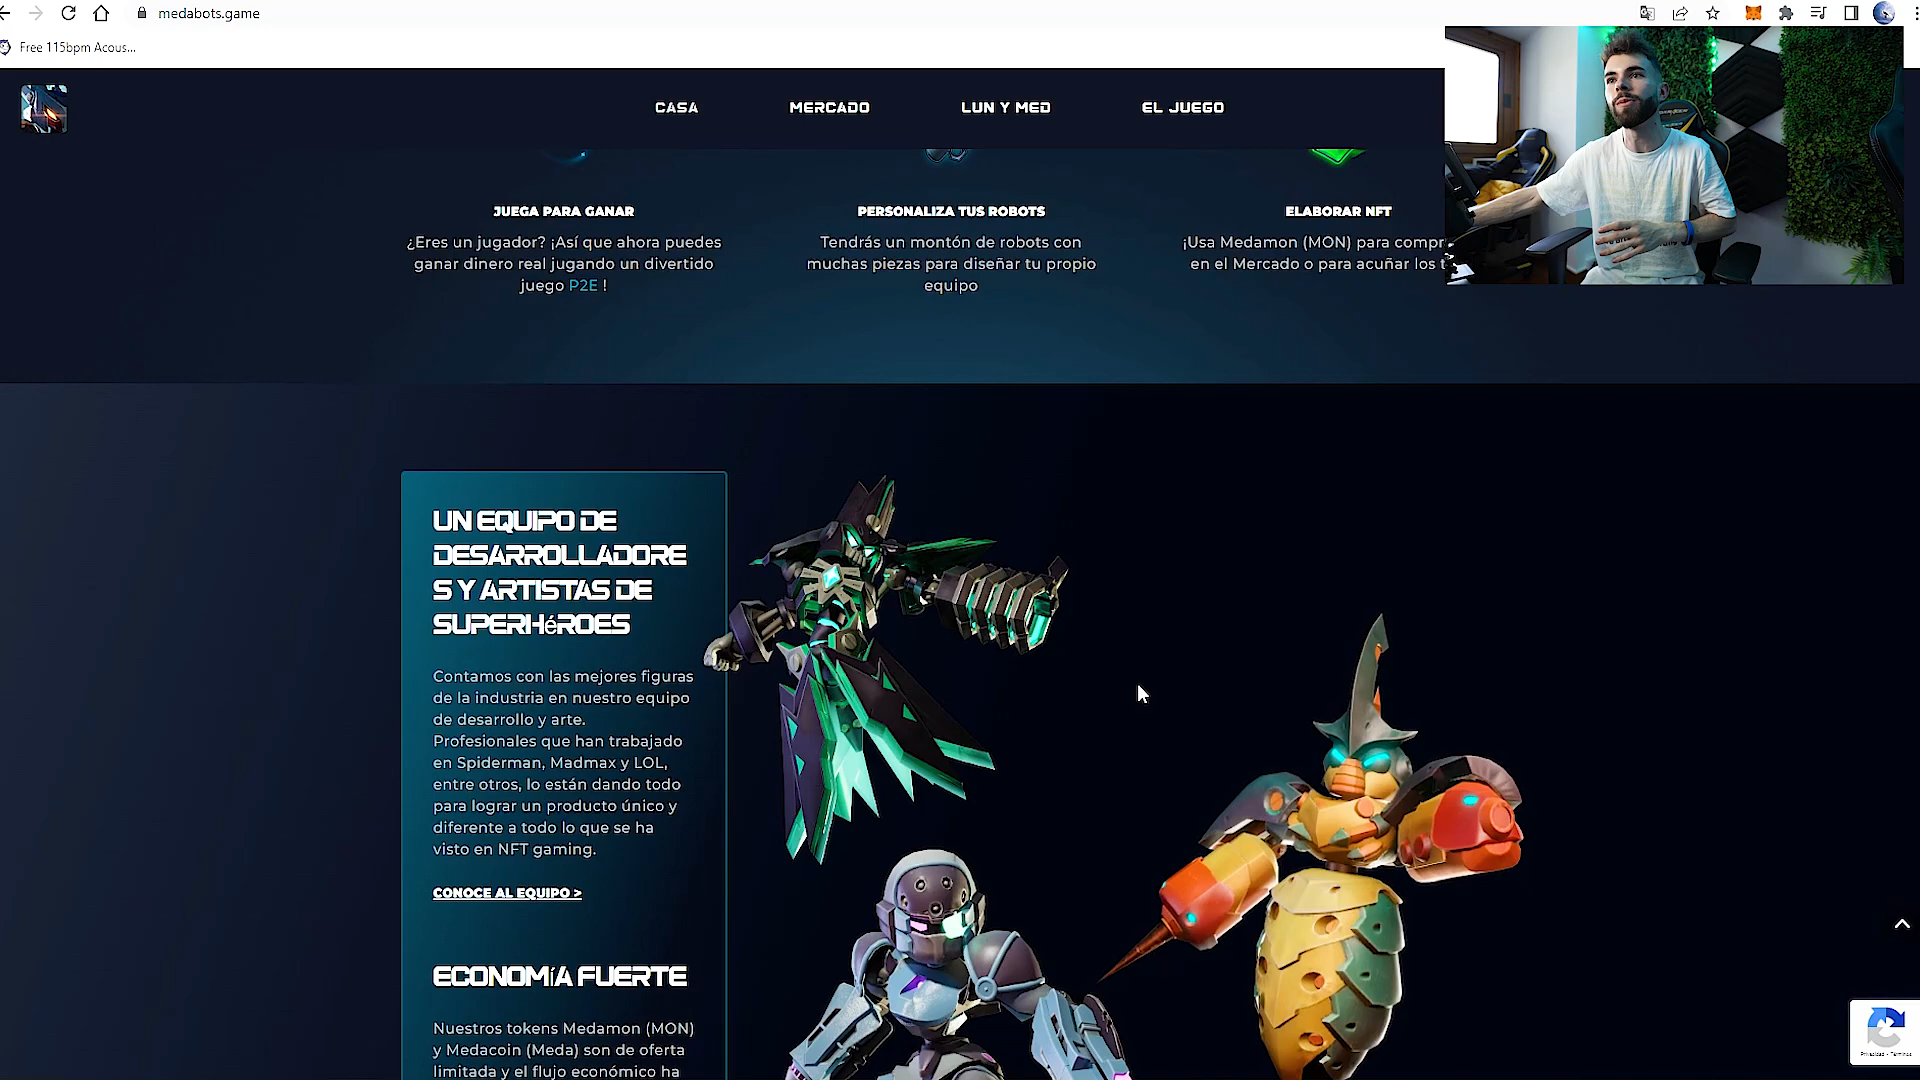 medabots.game
Free 115bpm Acous...
CASA
MERCADO
LUN Y MED
EL JUEGO
JUEGA PARA GANAR
¿Eres un jugador? ¡Así que ahora puedes
ganar dinero real jugando un divertido
juego P2E !
PERSONALIZA TUS ROBOTS
Tendrás un montón de robots con
muchas piezas para diseñar tu propio
equipo
ELABORAR NFT
¡Usa Medamon (MON) para compr
en el Mercado o para acuñar los t
UN EQUIPO DE
DESARROLLADORE
S Y ARTISTAS DE
SUPERHéROES
Contamos con las mejores figuras
de la industria en nuestro equipo
de desarrollo y arte.
Profesionales que han trabajado
en Spiderman, Madmax y LOL,
entre otros, lo están dando todo
para lograr un producto único y
diferente a todo lo que se ha
visto en NFT gaming.
CONOCE AL EQUIPO >
ECONOMíA FUERTE
Nuestros tokens Medamon (MON)
y Medacoin (Meda) son de oferta
limitada y el flujo económico ha
Privacidad - Términos